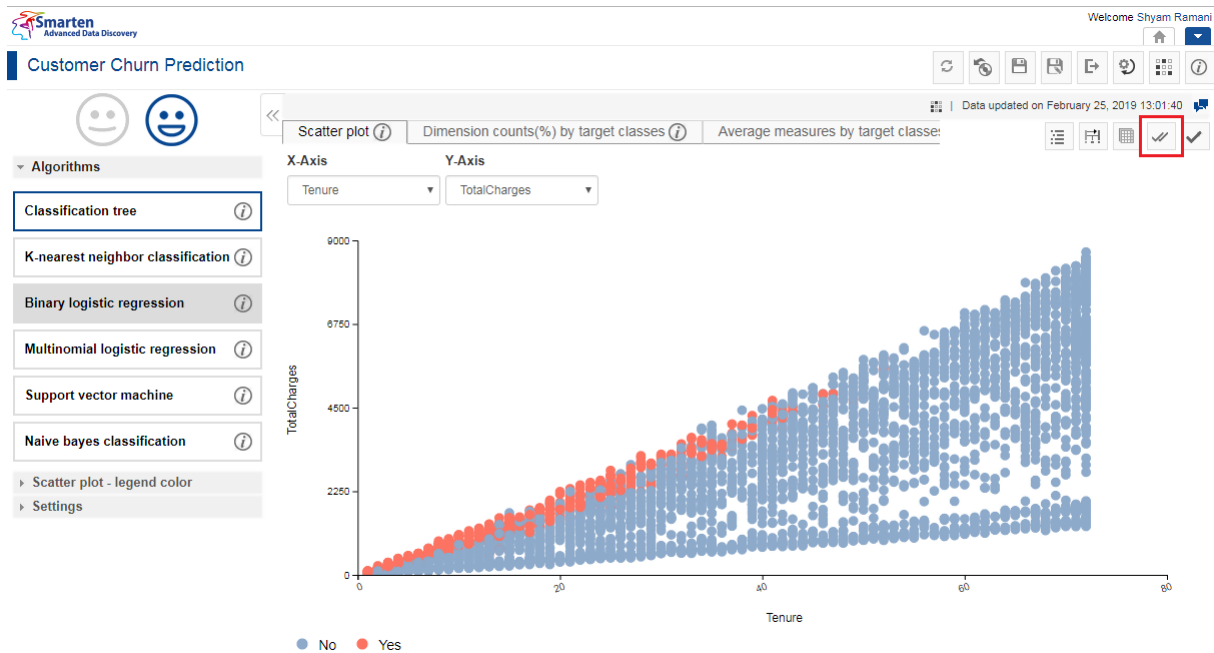 Smarten
Advanced Data Discovery
Welcome Shyam Ramani
Customer Churn Prediction
Data updated on February 25, 2019 13:01:40
Scatter plot
Dimension counts(%) by target classes
Average measures by target classes
Algorithms
X-Axis
Y-Axis
Tenure
TotalCharges
Classification tree
K-nearest neighbor classification
Binary logistic regression
Multinomial logistic regression
Support vector machine
Naive bayes classification
Scatter plot - legend color
Settings
9000
6750
4500
2250
0
TotalCharges
0
20
40
60
80
Tenure
No
Yes